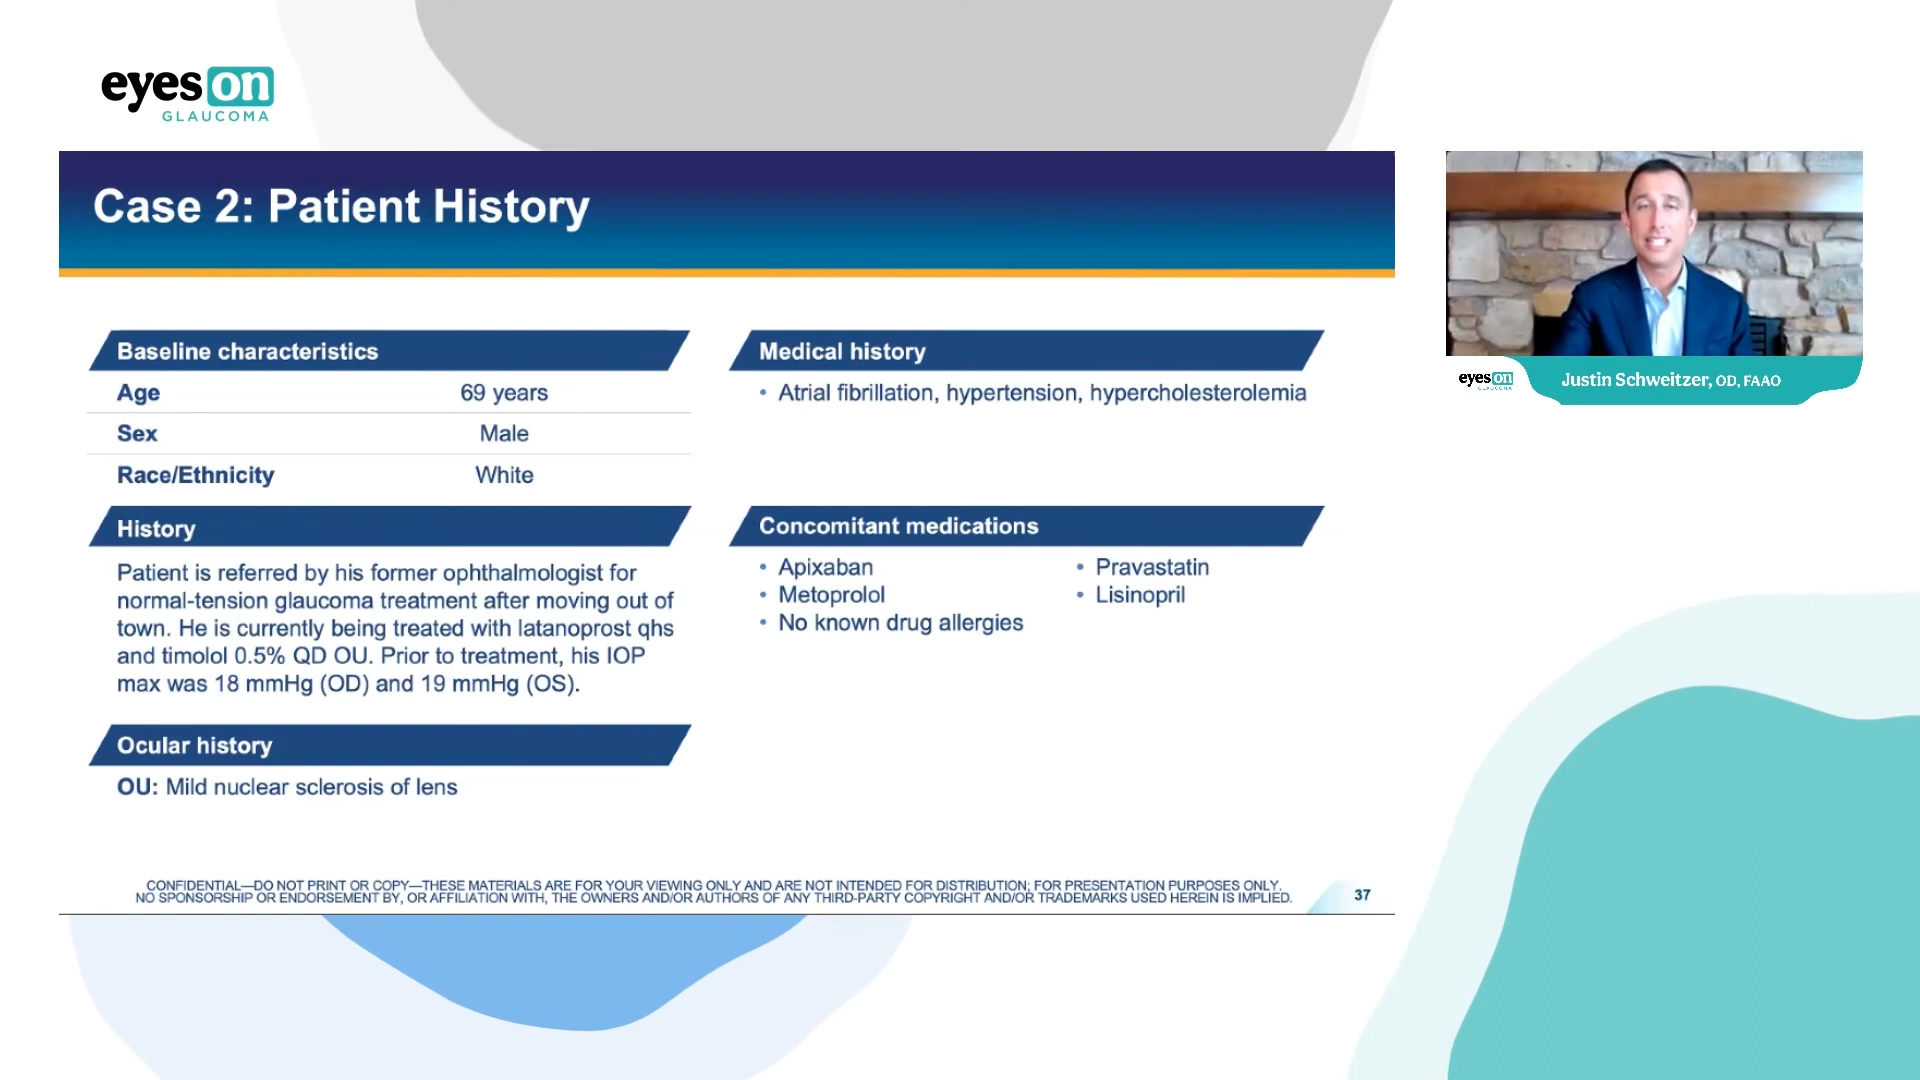 eyes on
GLAUCOMA
Case 2: Patient History
Baseline characteristics
Age 69 years
Sex Male
Race/Ethnicity White
History
Patient is referred by his former ophthalmologist for
normal-tension glaucoma treatment after moving out of
town. He is currently being treated with latanoprost qhs
and timolol 0.5% QD OU. Prior to treatment, his IOP
max was 18 mmHg (OD) and 19 mmHg (OS).
Ocular history
OU: Mild nuclear sclerosis of lens
Medical history
• Atrial fibrillation, hypertension, hypercholesterolemia
Concomitant medications
• Apixaban • Pravastatin
• Metoprolol • Lisinopril
• No known drug allergies
CONFIDENTIAL—DO NOT PRINT OR COPY—THESE MATERIALS ARE FOR YOUR VIEWING ONLY AND ARE NOT INTENDED FOR DISTRIBUTION; FOR PRESENTATION PURPOSES ONLY.
NO SPONSORSHIP OR ENDORSEMENT BY, OR AFFILIATION WITH, THE OWNERS AND/OR AUTHORS OF ANY THIRD-PARTY COPYRIGHT AND/OR TRADEMARKS USED HEREIN IS IMPLIED.
37
eyes on
GLAUCOMA
Justin Schweitzer, OD, FAAO